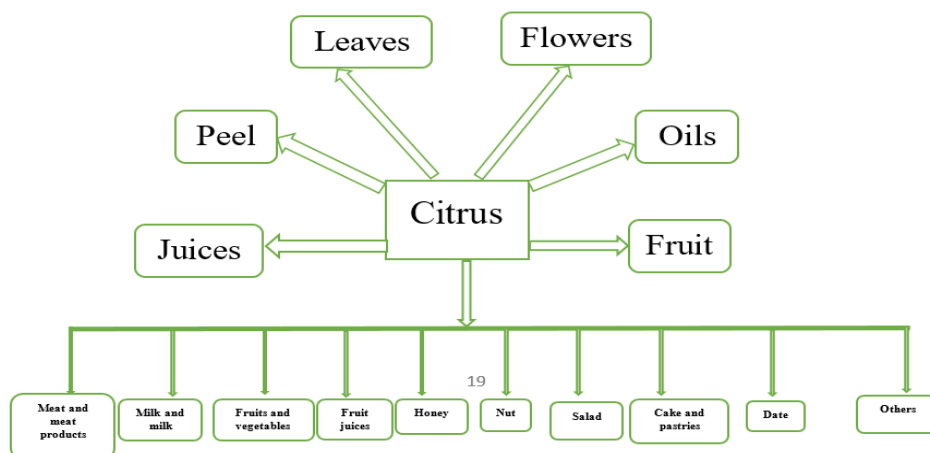 Leaves
Flowers
Peel
Oils
Citrus
Juices
Fruit
19
Meat and
meat
products
Milk and
milk
Fruits and
vegetables
Fruit
juices
Honey
Nut
Salad
Cake and
pastries
Date
Others